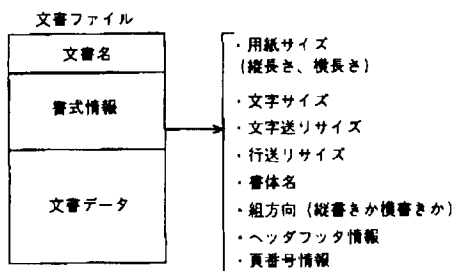 文書ファイル
文書名
書式情報
文書データ
・用紙サイズ
(縦長さ、横長さ)
・文字サイズ
・文字送りサイズ
・行送りサイズ
・書体名
・組方向(縦書きか横書きか)
・ヘッダフッタ情報
・頁番号情報